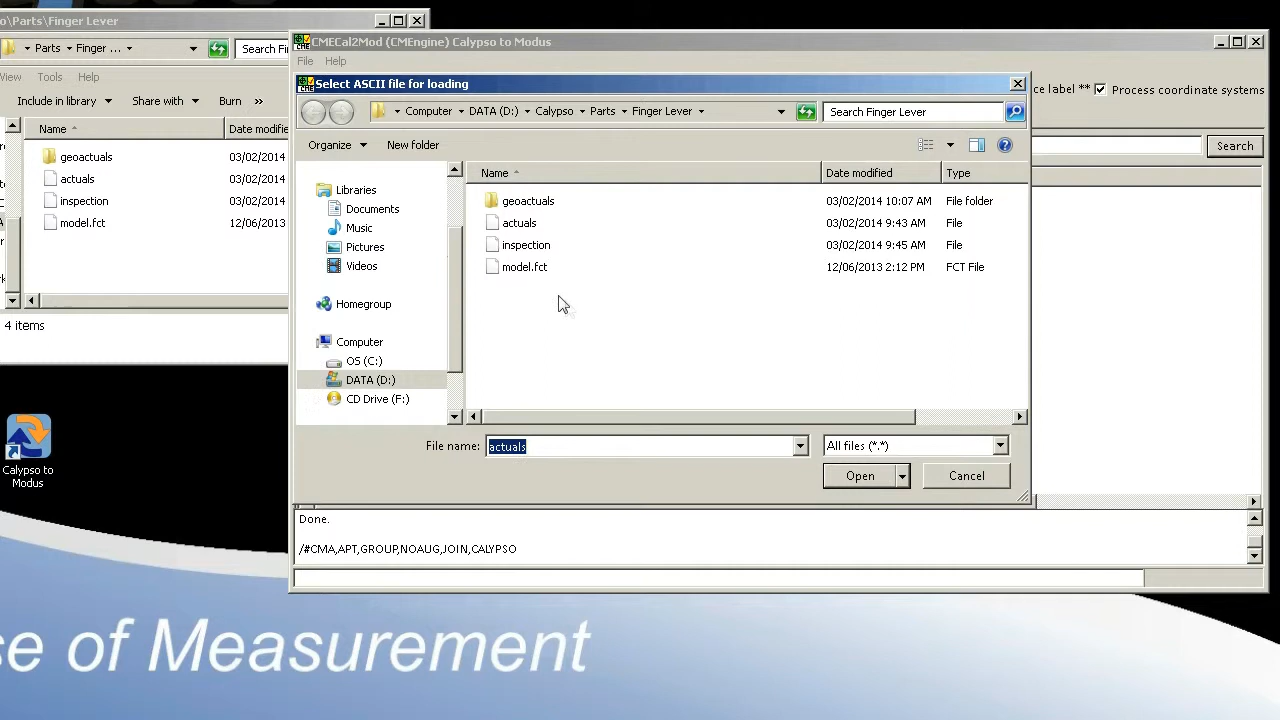 o\Parts\Finger Lever
Parts Finger ... Search Fi
View Tools Help
Include in library Share with Burn »
Name Date modifie
geoactuals 03/02/2014
actuals 03/02/2014
inspection 03/02/2014
model.fct 12/06/2013
4 items
Calypso to
Modus
CMECal2Mod (CMEngine) Calypso to Modus
File Help
ce label ** Process coordinate systems
Search
Select ASCII file for loading
Computer DATA (D:) Calypso Parts Finger Lever Search Finger Lever
Organize New folder
Libraries
Documents
Music
Pictures
Videos
Homegroup
Computer
OS (C:)
DATA (D:)
CD Drive (F:)
Name Date modified Type
geoactuals 03/02/2014 10:07 AM File folder
actuals 03/02/2014 9:43 AM File
inspection 03/02/2014 9:45 AM File
model.fct 12/06/2013 2:12 PM FCT File
File name: actuals All files (*.*)
Open Cancel
Done.
/#CMA,APT,GROUP,NOAUG,JOIN,CALYPSO
se of Measurement